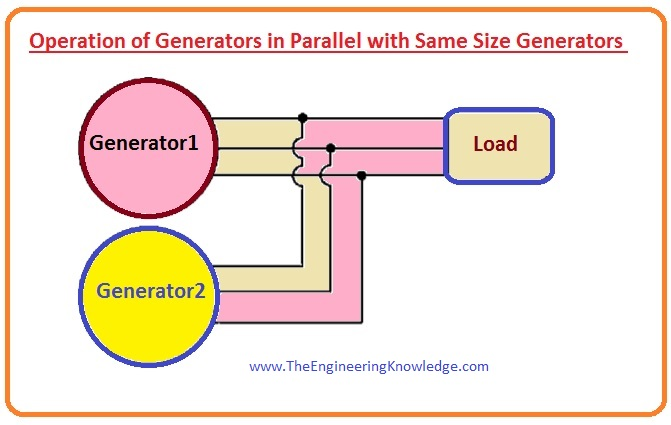 Operation of Generators in Parallel with Same Size Generators
Generator1
Load
Generator2
www.TheEngineeringKnowledge.com